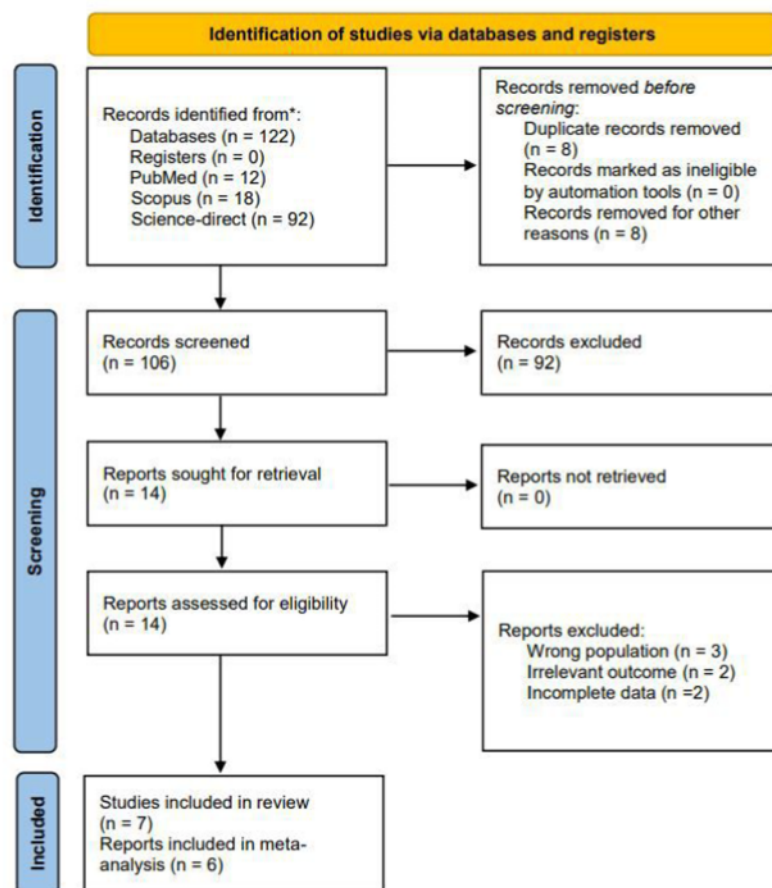 Identification of studies via databases and registers
Identification
Records identified from*:
Databases (n = 122)
Registers (n = 0)
PubMed (n = 12)
Scopus (n = 18)
Science-direct (n = 92)
Records removed before
screening:
Duplicate records removed
(n = 8)
Records marked as ineligible
by automation tools (n = 0)
Records removed for other
reasons (n = 8)
Screening
Records screened
(n = 106)
Records excluded
(n = 92)
Reports sought for retrieval
(n = 14)
Reports not retrieved
(n = 0)
Reports assessed for eligibility
(n = 14)
Reports excluded:
Wrong population (n = 3)
Irrelevant outcome (n = 2)
Incomplete data (n =2)
Included
Studies included in review
(n = 7)
Reports included in meta-
analysis (n = 6)